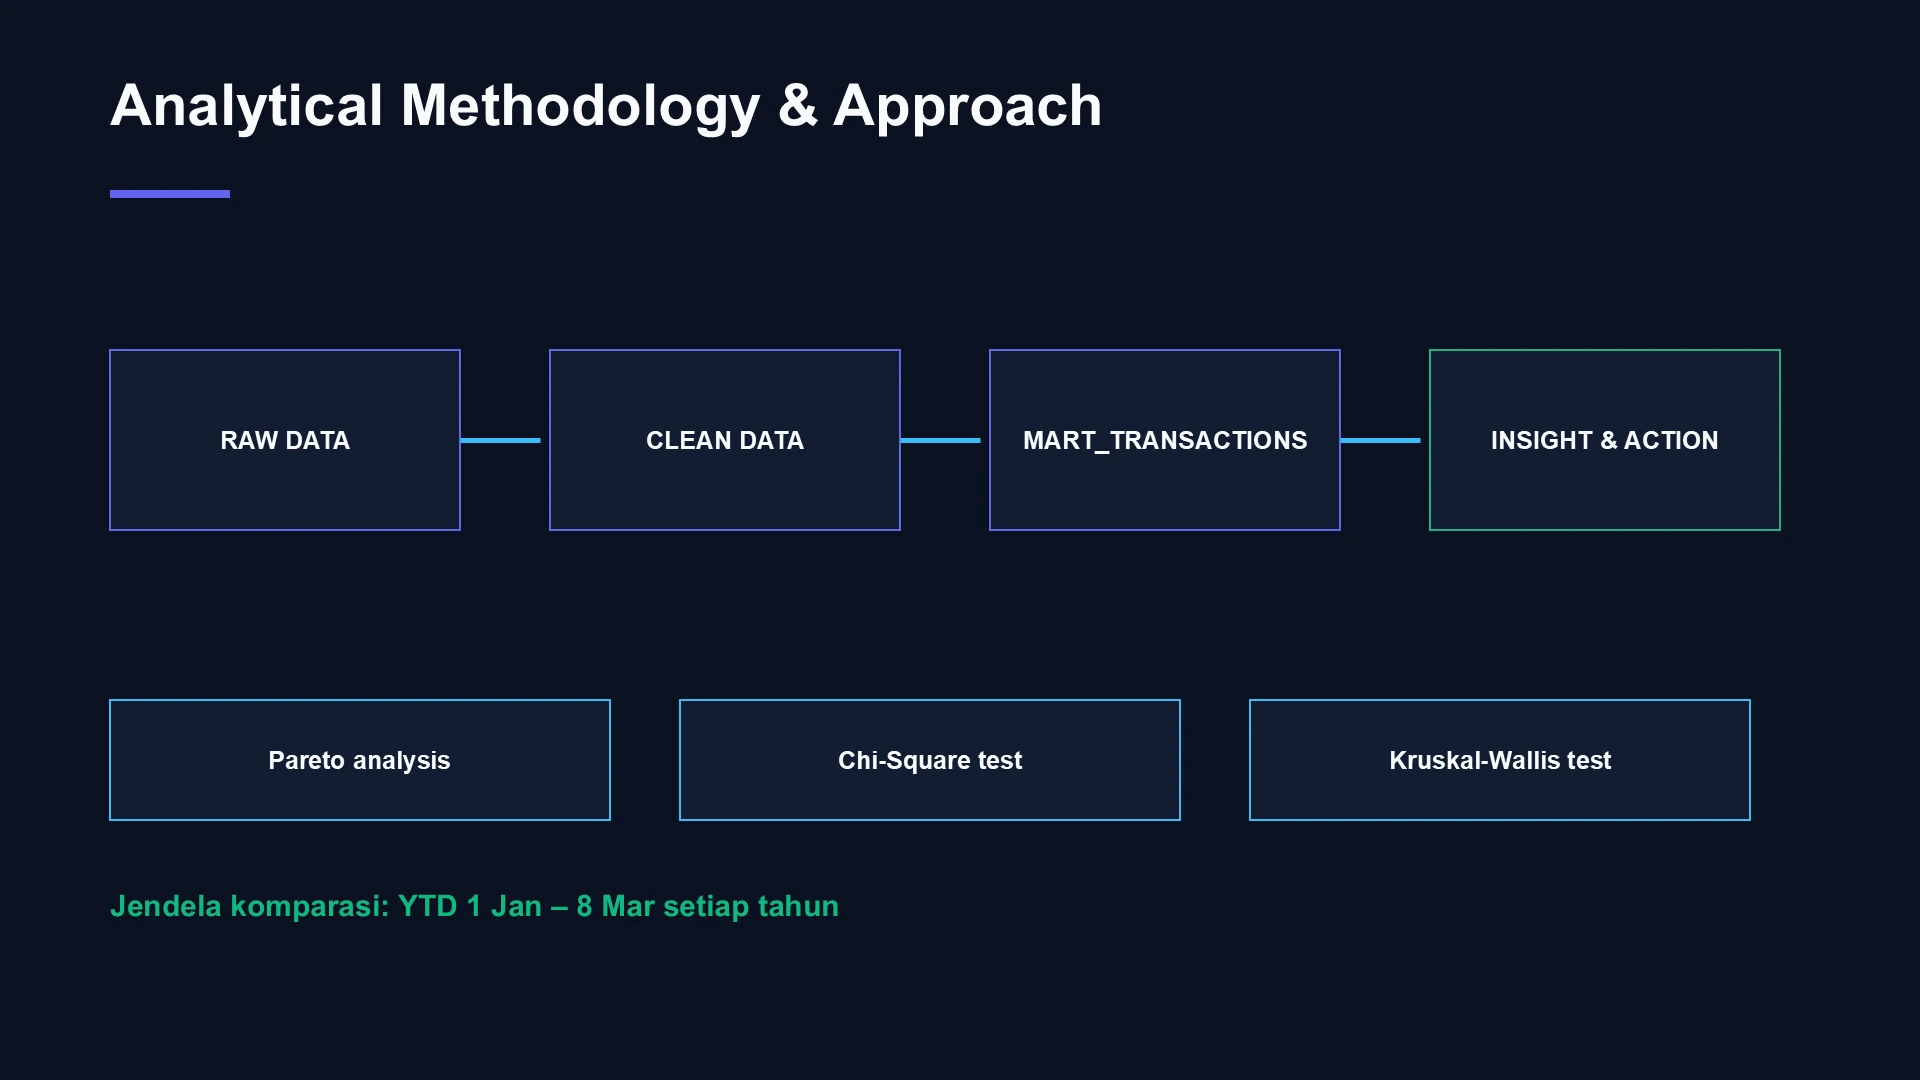 Analytical Methodology & Approach
RAW DATA
CLEAN DATA
MART_TRANSACTIONS
INSIGHT & ACTION
Pareto analysis
Chi-Square test
Kruskal-Wallis test
Jendela komparasi: YTD 1 Jan – 8 Mar setiap tahun